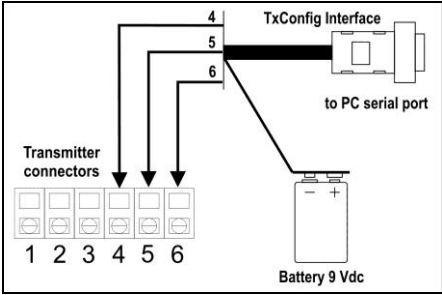 4
TxConfig Interface
5
6
to PC serial port
Transmitter
connectors
− +
1 2 3 4 5 6
Battery 9 Vdc